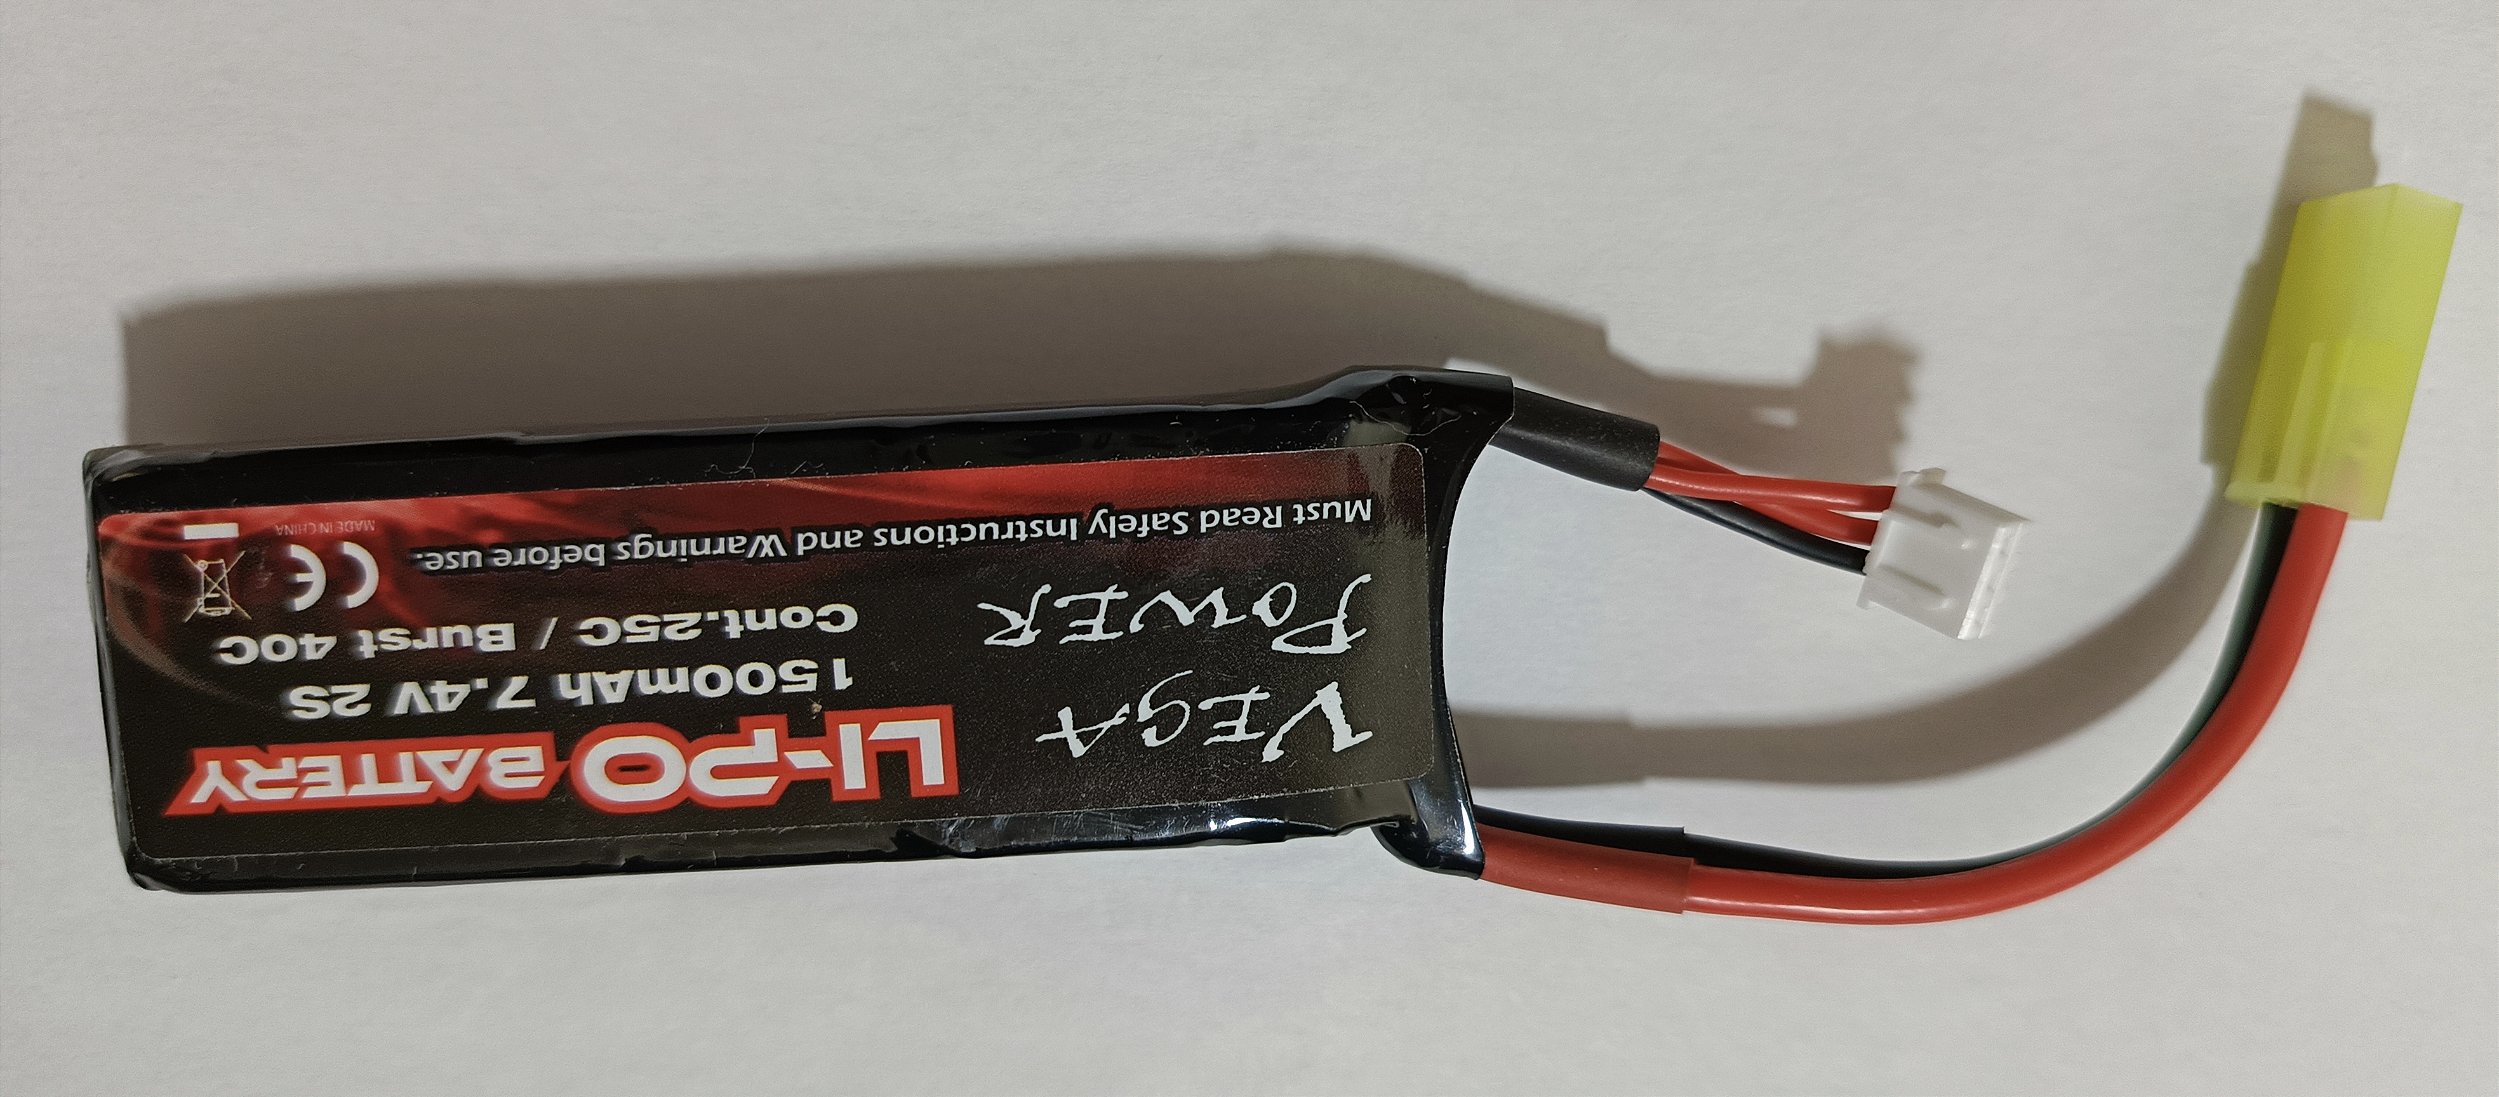 LI-PO BATTERY
VEGA
POWER
1500mAh 7.4V 2S
Cont.25C / Burst 40C
Must Read Safely Instructions and Warnings before use.
CE
MADE IN CHINA